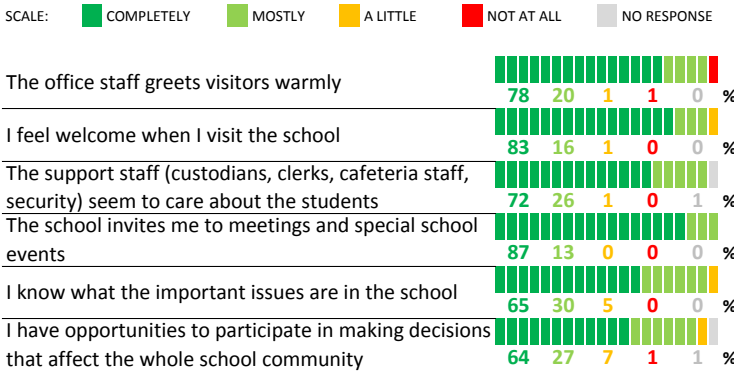 SCALE: COMPLETELY MOSTLY A LITTLE NOT AT ALL NO RESPONSE
The office staff greets visitors warmly
78 20 1 1 0 %
I feel welcome when I visit the school
83 16 1 0 0 %
The support staff (custodians, clerks, cafeteria staff,
security) seem to care about the students
72 26 1 0 1 %
The school invites me to meetings and special school
events
87 13 0 0 0 %
I know what the important issues are in the school
65 30 5 0 0 %
I have opportunities to participate in making decisions
that affect the whole school community
64 27 7 1 1 %